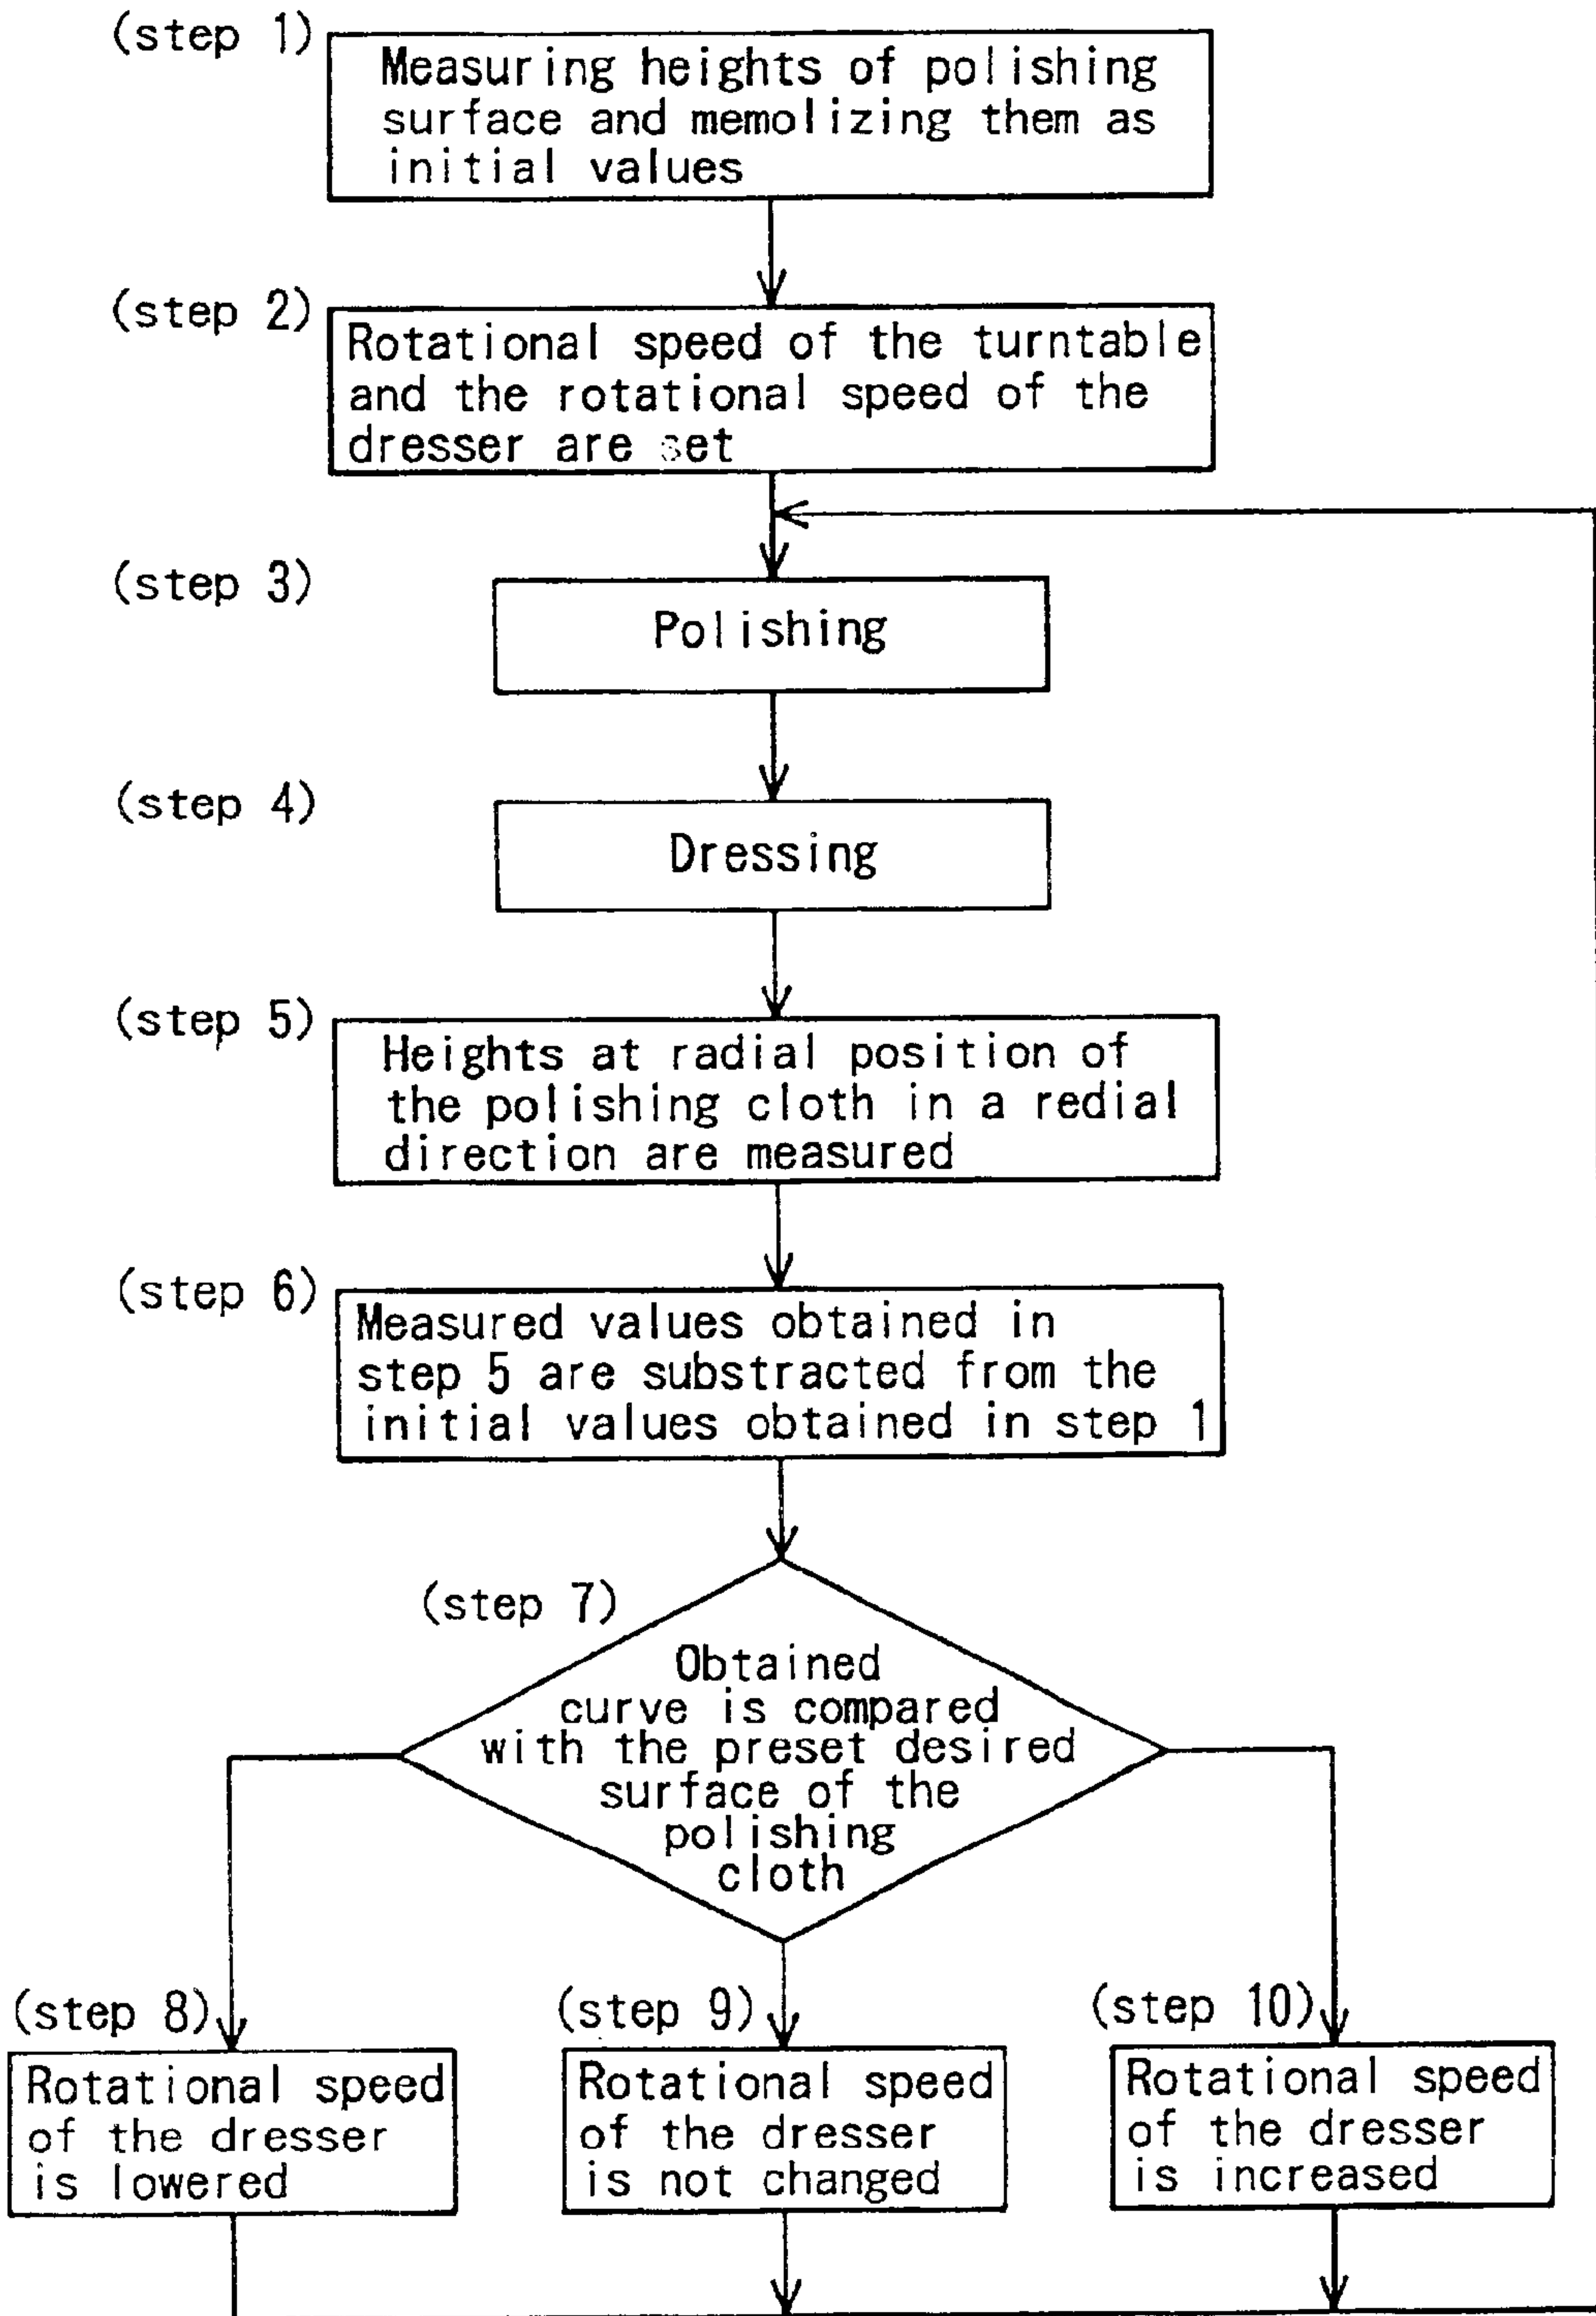 (step 1)
Measuring heights of polishing
surface and memolizing them as
initial values
(step 2)
Rotational speed of the turntable
and the rotational speed of the
dresser are set
(step 3)
Polishing
(step 4)
Dressing
(step 5)
Heights at radial position of
the polishing cloth in a redial
direction are measured
(step 6)
Measured values obtained in
step 5 are substracted from the
initial values obtained in step 1
(step 7)
Obtained
curve is compared
with the preset desired
surface of the
polishing
cloth
(step 8)
Rotational speed
of the dresser
is lowered
(step 9)
Rotational speed
of the dresser
is not changed
(step 10)
Rotational speed
of the dresser
is increased